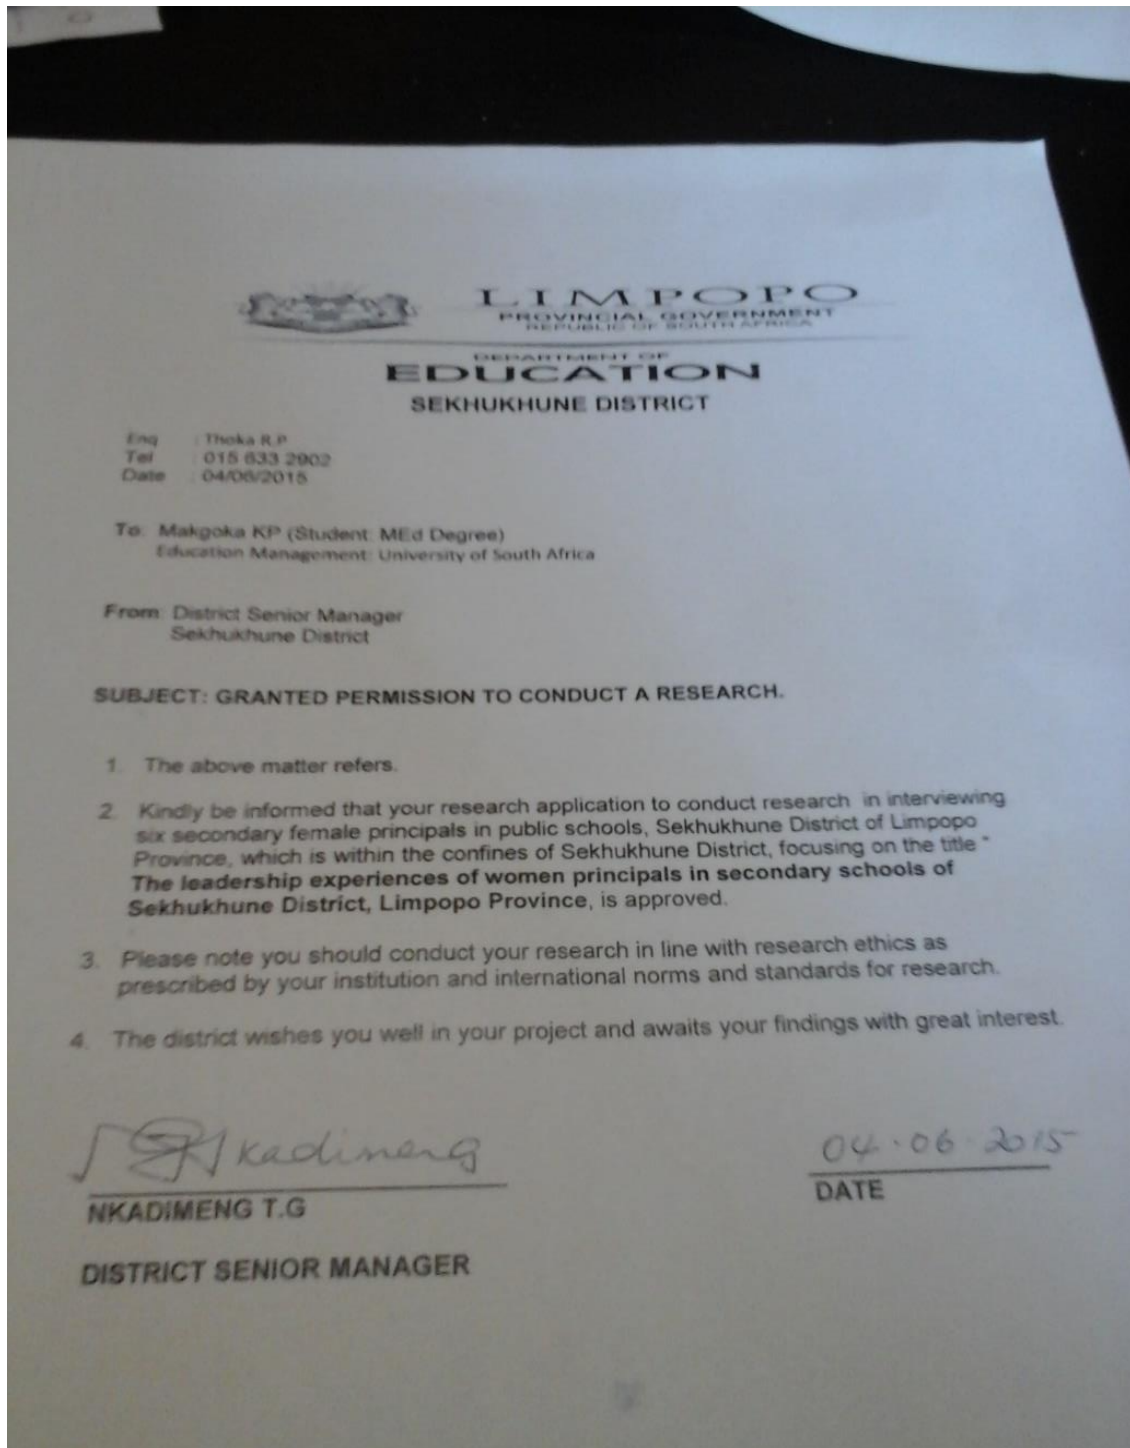 LIMPOPO
PROVINCIAL GOVERNMENT
REPUBLIC OF SOUTH AFRICA
DEPARTMENT OF
EDUCATION
SEKHUKHUNE DISTRICT
Enq : Thoka R.P
Tel : 015 633 2902
Date : 04/06/2015
To: Makgoka KP (Student: MEd Degree)
Education Management: University of South Africa
From: District Senior Manager
Sekhukhune District
SUBJECT: GRANTED PERMISSION TO CONDUCT A RESEARCH.
1. The above matter refers.
2. Kindly be informed that your research application to conduct research in interviewing
six secondary female principals in public schools, Sekhukhune District of Limpopo
Province, which is within the confines of Sekhukhune District, focusing on the title "
The leadership experiences of women principals in secondary schools of
Sekhukhune District, Limpopo Province, is approved.
3. Please note you should conduct your research in line with research ethics as
prescribed by your institution and international norms and standards for research.
4. The district wishes you well in your project and awaits your findings with great interest.
Nkadimeng
04.06.2015
NKADIMENG T.G
DATE
DISTRICT SENIOR MANAGER